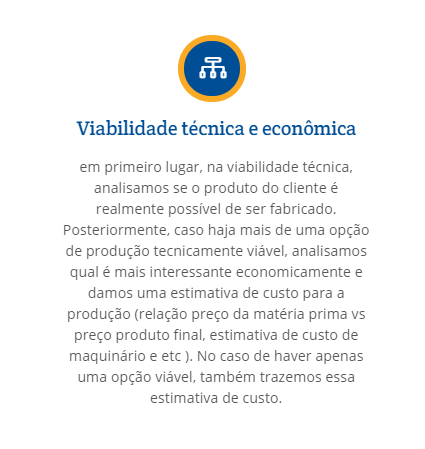 Viabilidade técnica e econômica
em primeiro lugar, na viabilidade técnica,
analisamos se o produto do cliente é
realmente possível de ser fabricado.
Posteriormente, caso haja mais de uma opção
de produção tecnicamente viável, analisamos
qual é mais interessante economicamente e
damos uma estimativa de custo para a
produção (relação preço da matéria prima vs
preço produto final, estimativa de custo de
maquinário e etc ). No caso de haver apenas
uma opção viável, também trazemos essa
estimativa de custo.